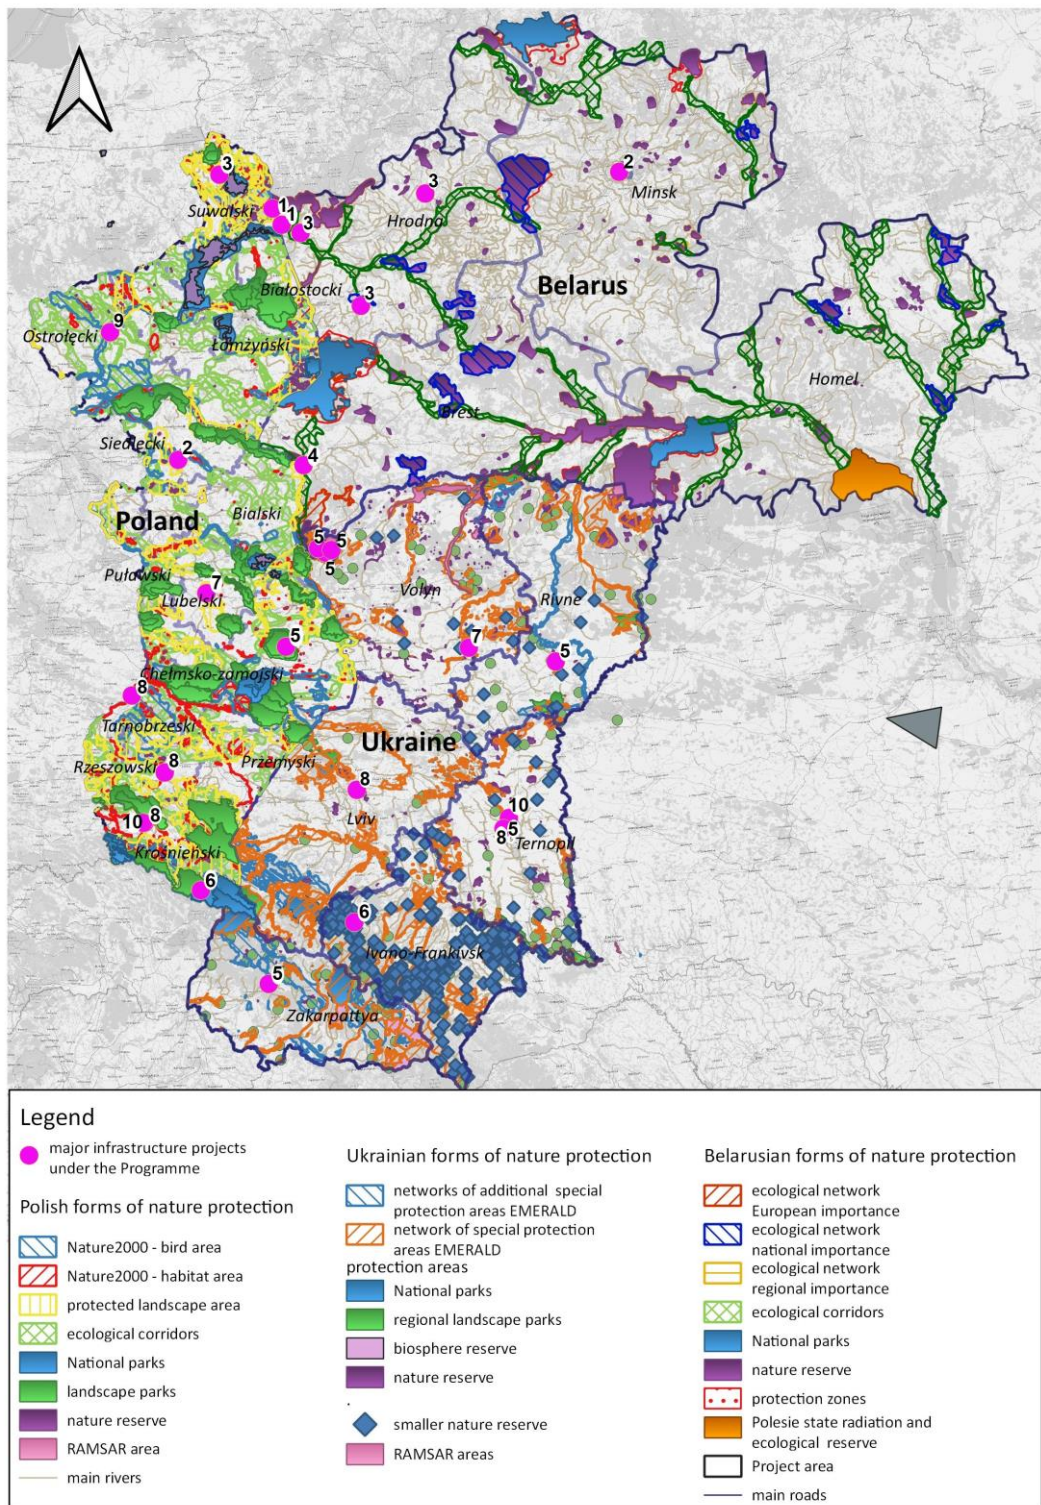 3
2
3
Minsk
Suwalski
1
1
3
Hrodna
Białostocki
3
Belarus
9
Ostrołęcki
Łomżyński
Homel
Brest
Siedlecki
2
4
Poland
Bialski
5
5
5
Puławski
7
Lubelski
Volyn
Rivne
5
7
5
Chełmsko-zamojski
8
Tarnobrzeski
Ukraine
Rzeszowski
8
Przemyski
8
Lviv
10
8
10
5
8
Ternopil
Krośnieński
6
6
Ivano-Frankivsk
5
Zakarpattya
Legend
major infrastructure projects
under the Programme
Polish forms of nature protection
Nature2000 - bird area
Nature2000 - habitat area
protected landscape area
ecological corridors
National parks
landscape parks
nature reserve
RAMSAR area
main rivers
Ukrainian forms of nature protection
networks of additional special
protection areas EMERALD
network of special protection
areas EMERALD
protection areas
National parks
regional landscape parks
biosphere reserve
nature reserve
.
smaller nature reserve
RAMSAR areas
Belarusian forms of nature protection
ecological network
European importance
ecological network
national importance
ecological network
regional importance
ecological corridors
National parks
nature reserve
protection zones
Polesie state radiation and
ecological reserve
Project area
main roads